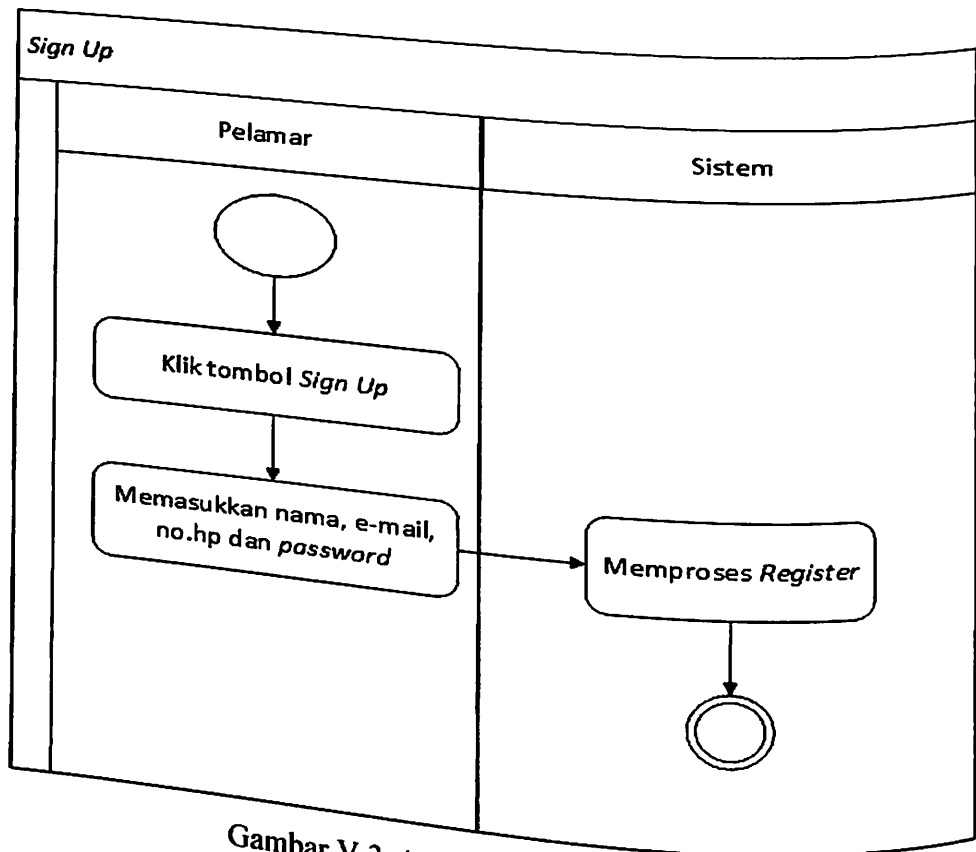 Sign Up
Pelamar
Sistem
Klik tombol Sign Up
Memasukkan nama, e-mail,
no.hp dan password
Memproses Register
Gambar V.2